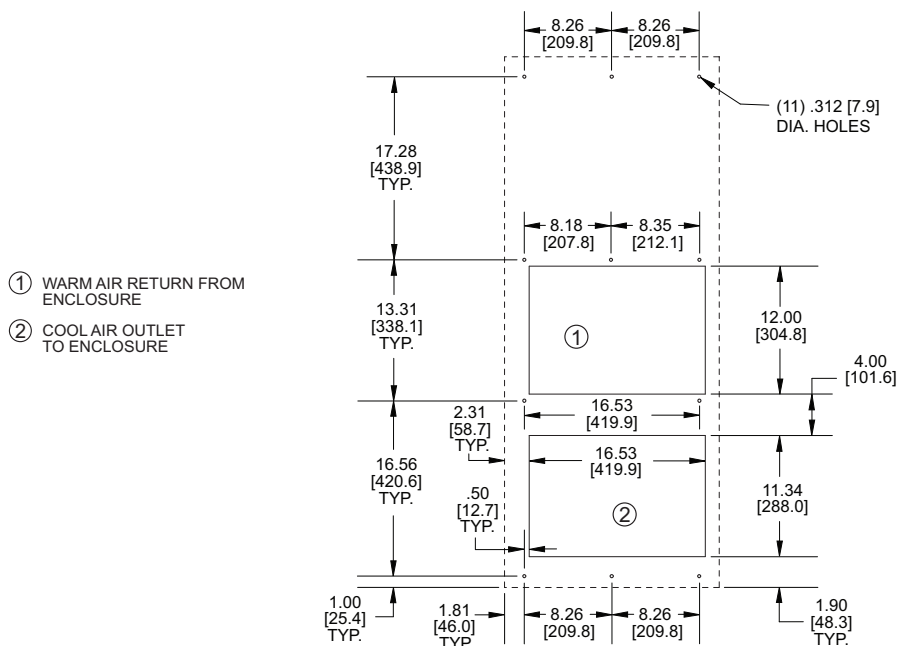 8.26
[209.8]
8.26
[209.8]
(11) .312 [7.9]
DIA. HOLES
17.28
[438.9]
TYP.
8.18
[207.8]
8.35
[212.1]
1 WARM AIR RETURN FROM
ENCLOSURE
2 COOL AIR OUTLET
TO ENCLOSURE
13.31
[338.1]
TYP.
1
12.00
[304.8]
4.00
[101.6]
16.53
[419.9]
2.31
[58.7]
TYP.
16.56
[420.6]
TYP.
16.53
[419.9]
.50
[12.7]
TYP.
2
11.34
[288.0]
1.00
[25.4]
TYP.
1.81
[46.0]
TYP
8.26
[209.8]
8.26
[209.8]
1.90
[48.3]
TYP.